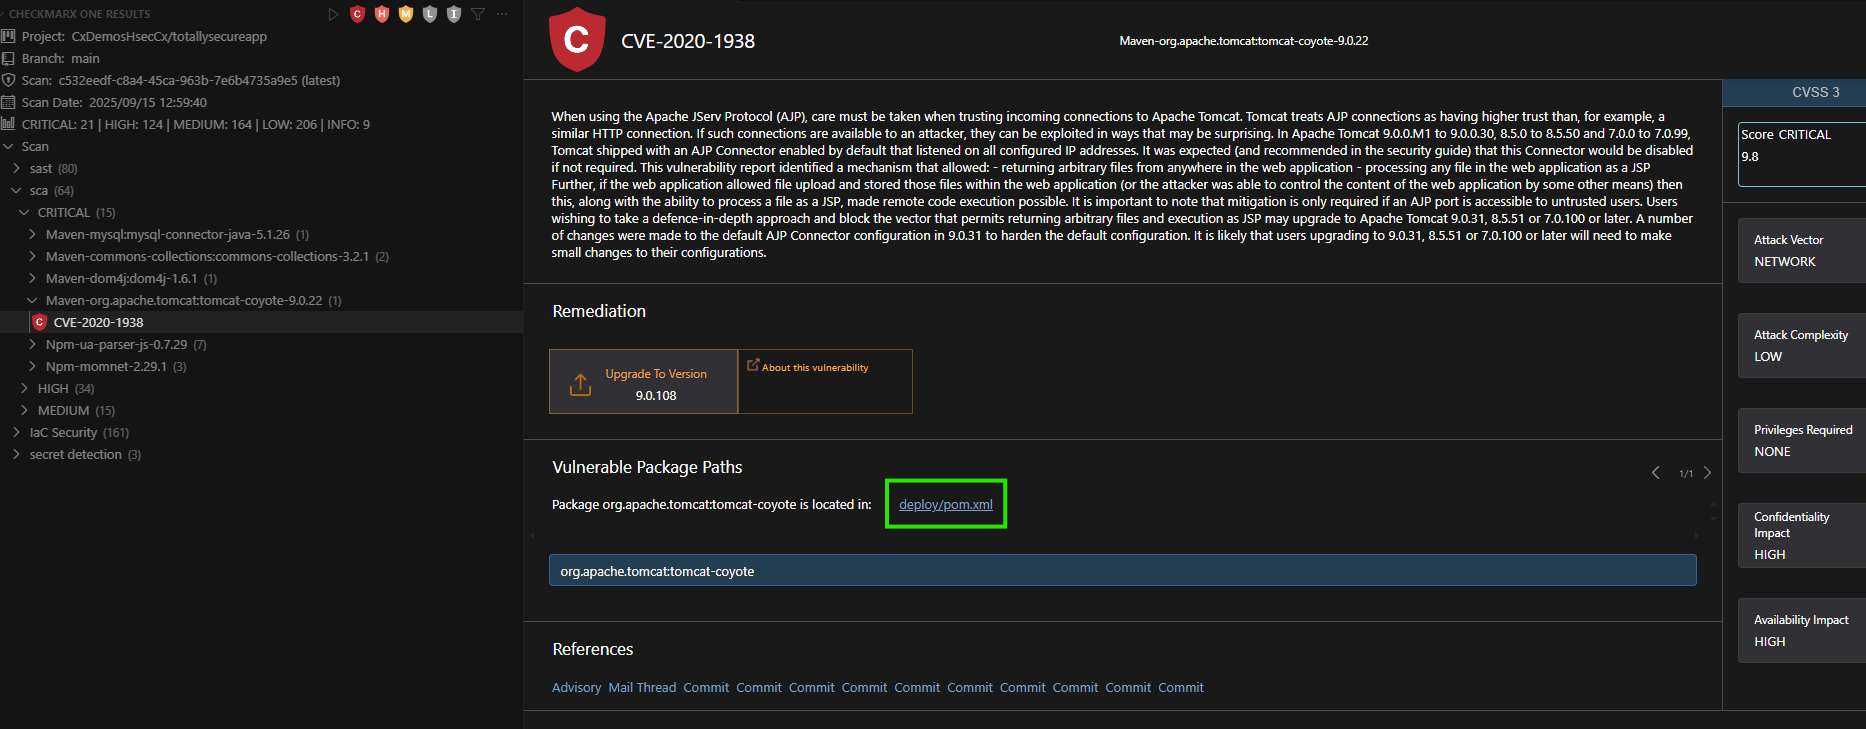 CHECKMARX ONE RESULTS
C H M L I
Project: CxDemosHsecCx/totallysecureapp
Branch: main
Scan: c532eedf-c8a4-45ca-963b-7e6b4735a9e5 (latest)
Scan Date: 2025/09/15 12:59:40
CRITICAL: 21 | HIGH: 124 | MEDIUM: 164 | LOW: 206 | INFO: 9
Scan
sast (80)
sca (64)
CRITICAL (15)
Maven-mysql:mysql-connector-java-5.1.26 (1)
Maven-commons-collections:commons-collections-3.2.1 (2)
Maven-dom4j:dom4j-1.6.1 (1)
Maven-org.apache.tomcat:tomcat-coyote-9.0.22 (1)
C CVE-2020-1938
Npm-ua-parser-js-0.7.29 (7)
Npm-momnet-2.29.1 (3)
HIGH (34)
MEDIUM (15)
IaC Security (161)
secret detection (3)
C CVE-2020-1938
Maven-org.apache.tomcat:tomcat-coyote-9.0.22
When using the Apache JServ Protocol (AJP), care must be taken when trusting incoming connections to Apache Tomcat. Tomcat treats AJP connections as having higher trust than, for example, a
similar HTTP connection. If such connections are available to an attacker, they can be exploited in ways that may be surprising. In Apache Tomcat 9.0.0.M1 to 9.0.0.30, 8.5.0 to 8.5.50 and 7.0.0 to 7.0.99,
Tomcat shipped with an AJP Connector enabled by default that listened on all configured IP addresses. It was expected (and recommended in the security guide) that this Connector would be disabled
if not required. This vulnerability report identified a mechanism that allowed: - returning arbitrary files from anywhere in the web application - processing any file in the web application as a JSP
Further, if the web application allowed file upload and stored those files within the web application (or the attacker was able to control the content of the web application by some other means) then
this, along with the ability to process a file as a JSP, made remote code execution possible. It is important to note that mitigation is only required if an AJP port is accessible to untrusted users. Users
wishing to take a defence-in-depth approach and block the vector that permits returning arbitrary files and execution as JSP may upgrade to Apache Tomcat 9.0.31, 8.5.51 or 7.0.100 or later. A number
of changes were made to the default AJP Connector configuration in 9.0.31 to harden the default configuration. It is likely that users upgrading to 9.0.31, 8.5.51 or 7.0.100 or later will need to make
small changes to their configurations.
Remediation
Upgrade To Version
9.0.108
About this vulnerability
Vulnerable Package Paths
1/1
Package org.apache.tomcat:tomcat-coyote is located in: deploy/pom.xml
org.apache.tomcat:tomcat-coyote
References
Advisory Mail Thread Commit Commit Commit Commit Commit Commit Commit Commit Commit Commit
CVSS 3
Score CRITICAL
9.8
Attack Vector
NETWORK
Attack Complexity
LOW
Privileges Required
NONE
Confidentiality
Impact
HIGH
Availability Impact
HIGH